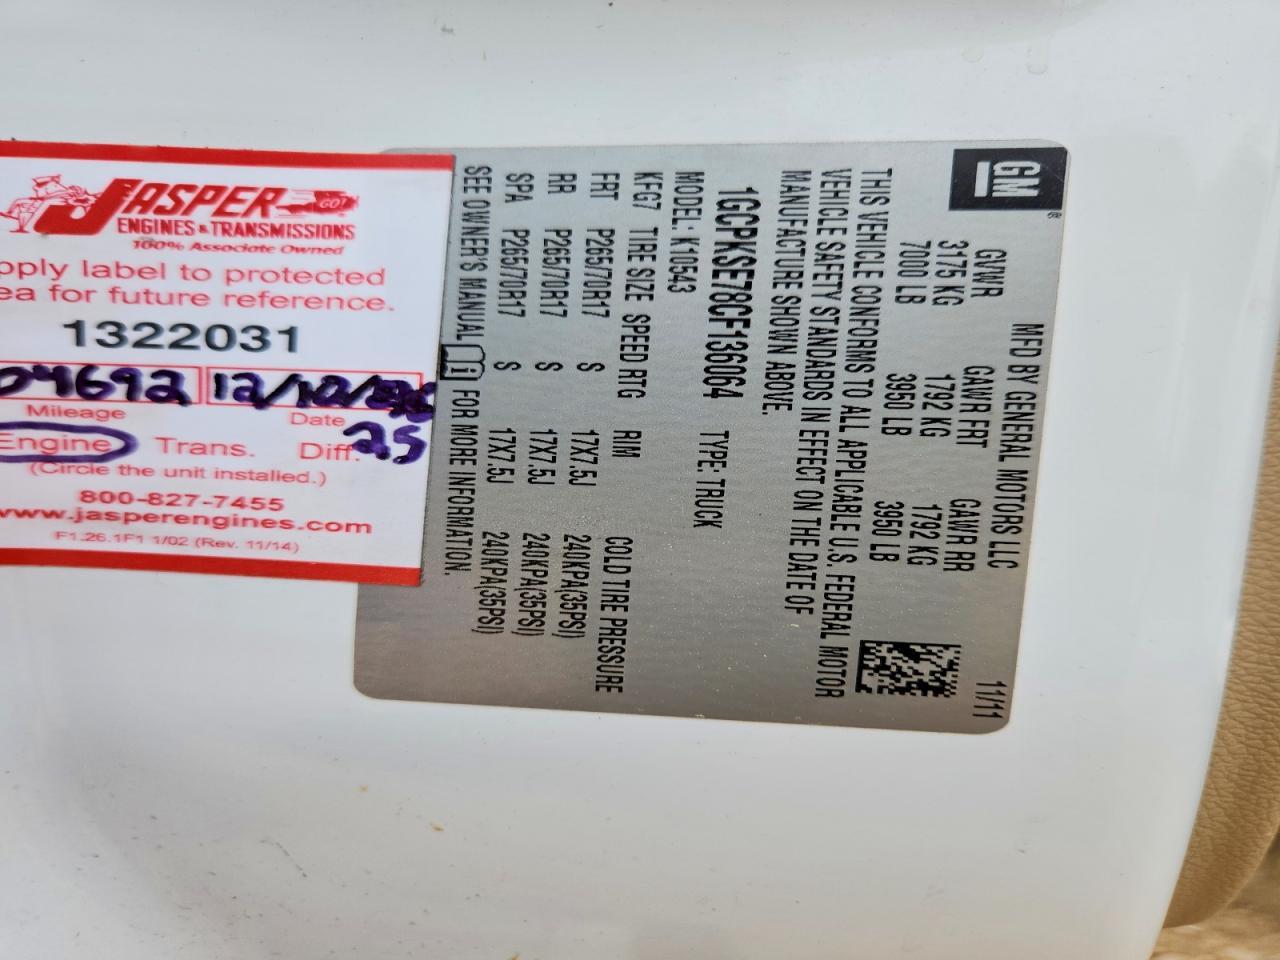 GM ®
MFD BY GENERAL MOTORS LLC 11/11
GVWR GAWR FRT GAWR RR
3175 KG 1792 KG 1792 KG
7000 LB 3950 LB 3950 LB
THIS VEHICLE CONFORMS TO ALL APPLICABLE U.S. FEDERAL MOTOR
VEHICLE SAFETY STANDARDS IN EFFECT ON THE DATE OF
MANUFACTURE SHOWN ABOVE.
1GCPKSE78CF136064 TYPE: TRUCK
MODEL: K10543
KFG7 TIRE SIZE SPEED RTG RIM COLD TIRE PRESSURE
FRT P265/70R17 S 17X7.5J 240KPA(35PSI)
RR P265/70R17 S 17X7.5J 240KPA(35PSI)
SPA P265/70R17 S 17X7.5J 240KPA(35PSI)
SEE OWNER'S MANUAL FOR MORE INFORMATION.
JASPER GO!
ENGINES & TRANSMISSIONS
100% Associate Owned
pply label to protected
ea for future reference.
1322031
04692 12/10/
Mileage Date
25
Engine Trans. Diff.
(Circle the unit installed.)
800-827-7455
www.jasperengines.com
F1.26.1F1 1/02 (Rev. 11/14)